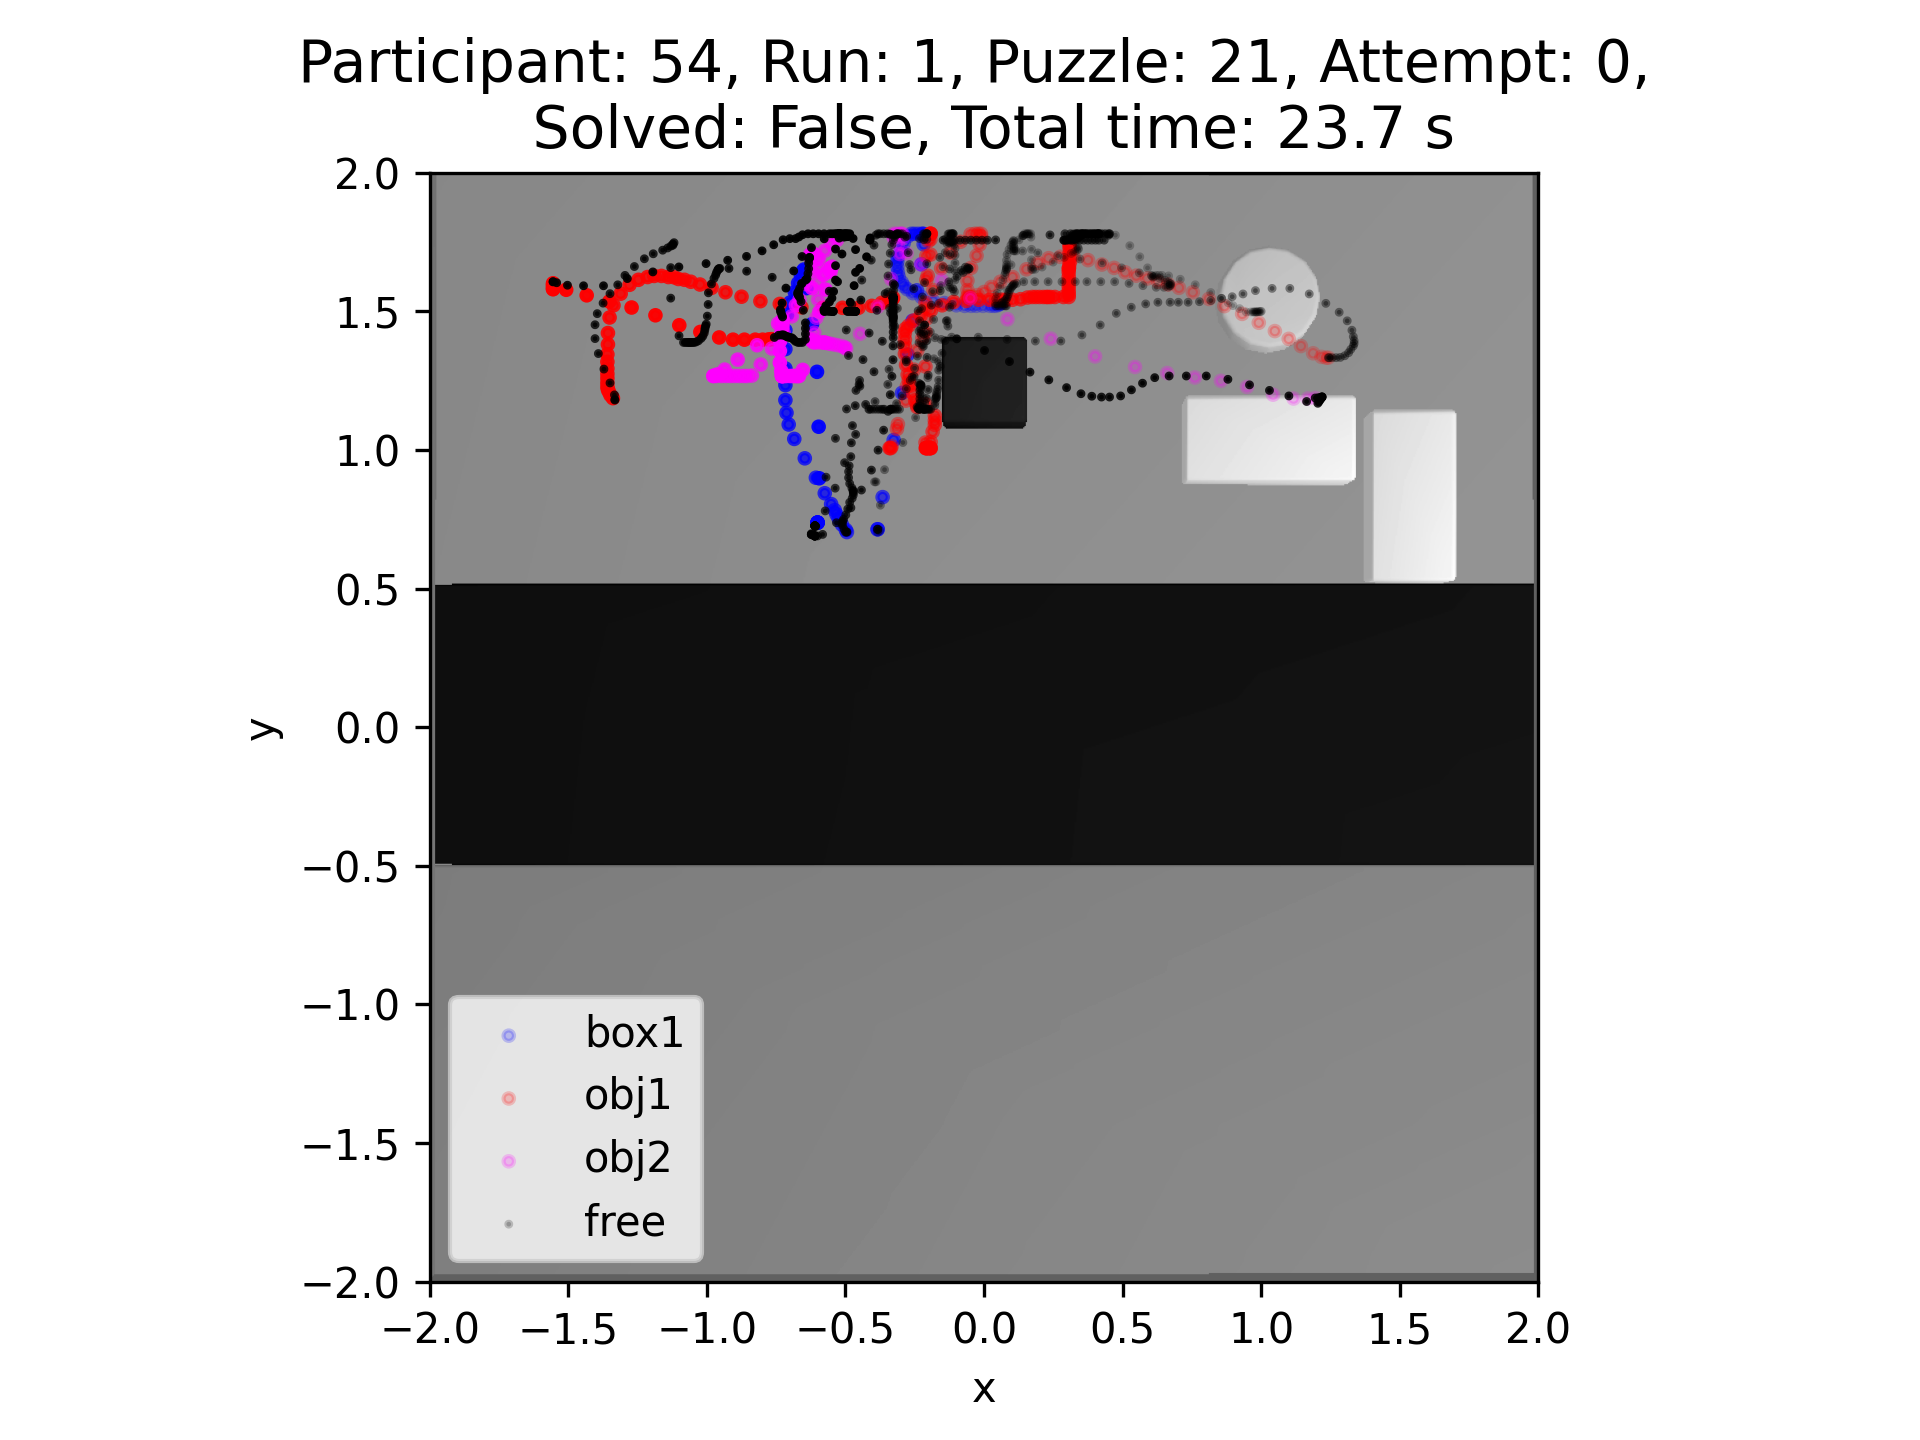 Participant: 54, Run: 1, Puzzle: 21, Attempt: 0,
Solved: False, Total time: 23.7 s
2.0
1.5
1.0
0.5
0.0
−0.5
−1.0
−1.5
−2.0
y
box1
obj1
obj2
free
−2.0 −1.5 −1.0 −0.5 0.0 0.5 1.0 1.5 2.0
x